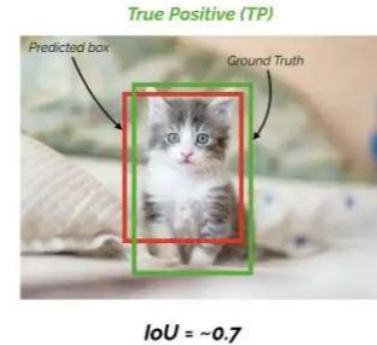 True Positive (TP)
Predicted box
Ground Truth
IoU = ~0.7